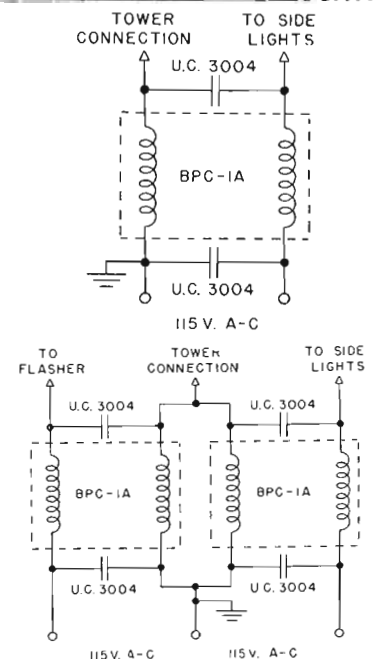 TOWER CONNECTION
TO SIDE LIGHTS
U.C. 3004
BPC-1A
U.C. 3004
115 V. A-C
TO FLASHER
TOWER CONNECTION
TO SIDE LIGHTS
U.C. 3004
U.C. 3004
BPC-1A
BPC-1A
U.C. 3004
U.C. 3004
115 V. A-C
115 V. A-C